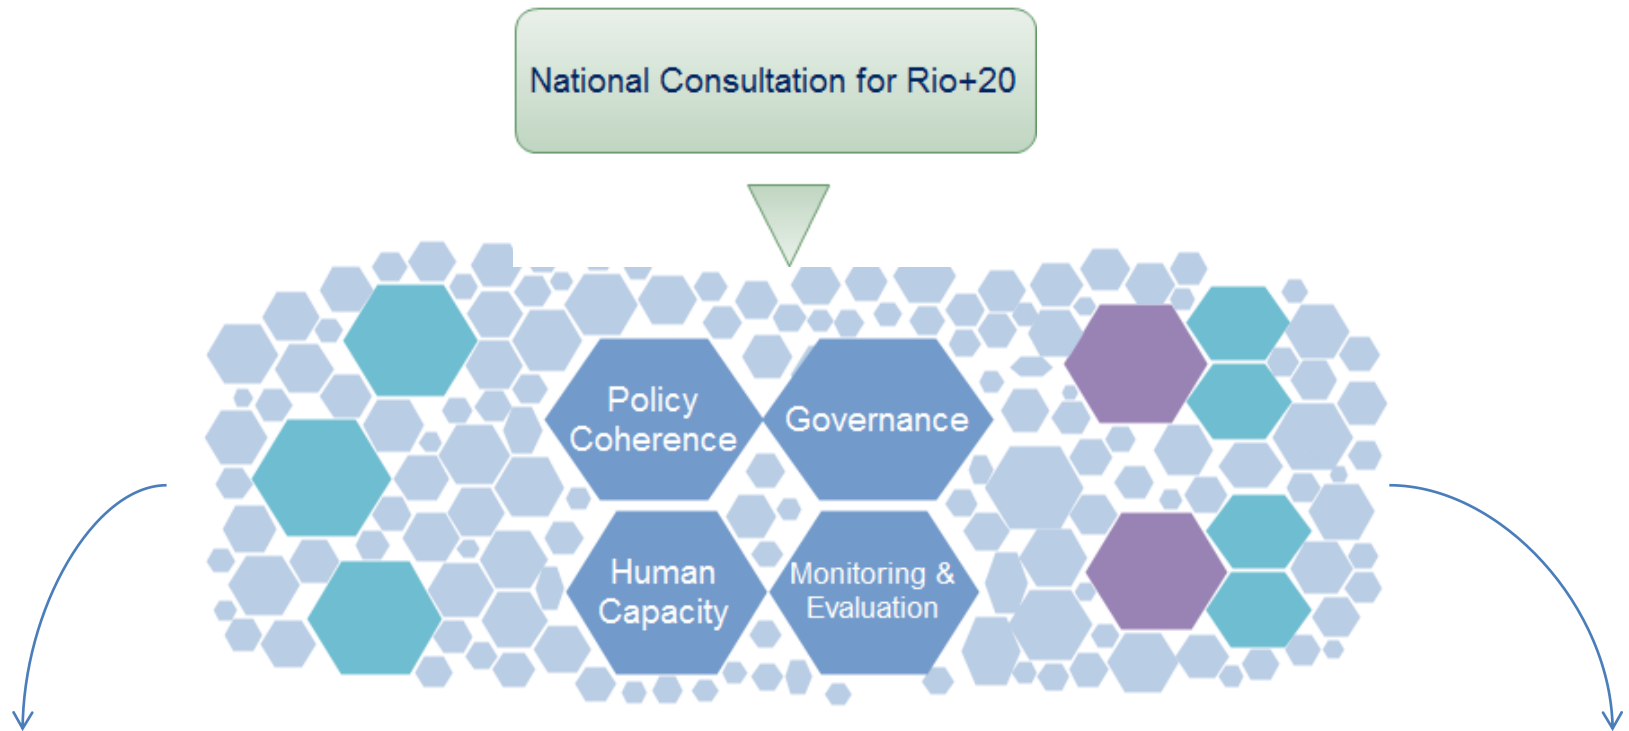 National Consultation for Rio+20
Policy
Coherence
Governance
Human
Capacity
Monitoring &
Evaluation